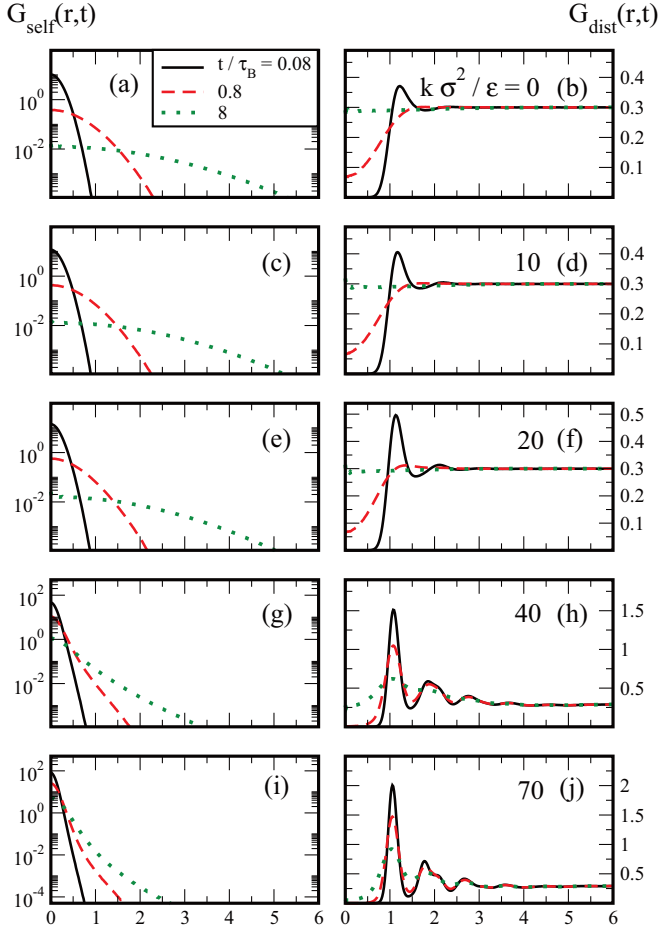 G_self(r,t) G_dist(r,t)
(a) t / τ_B = 0.08
0.8
8
10^0
10^-2
k σ^2 / ε = 0 (b)
0.4
0.3
0.2
0.1
(c)
10^0
10^-2
10 (d)
0.4
0.3
0.2
0.1
(e)
10^0
10^-2
20 (f)
0.5
0.4
0.3
0.2
0.1
(g)
10^2
10^0
10^-2
40 (h)
1.5
1
0.5
(i)
10^2
10^0
10^-2
10^-4
70 (j)
2
1.5
1
0.5
0 1 2 3 4 5 6 0 1 2 3 4 5 6